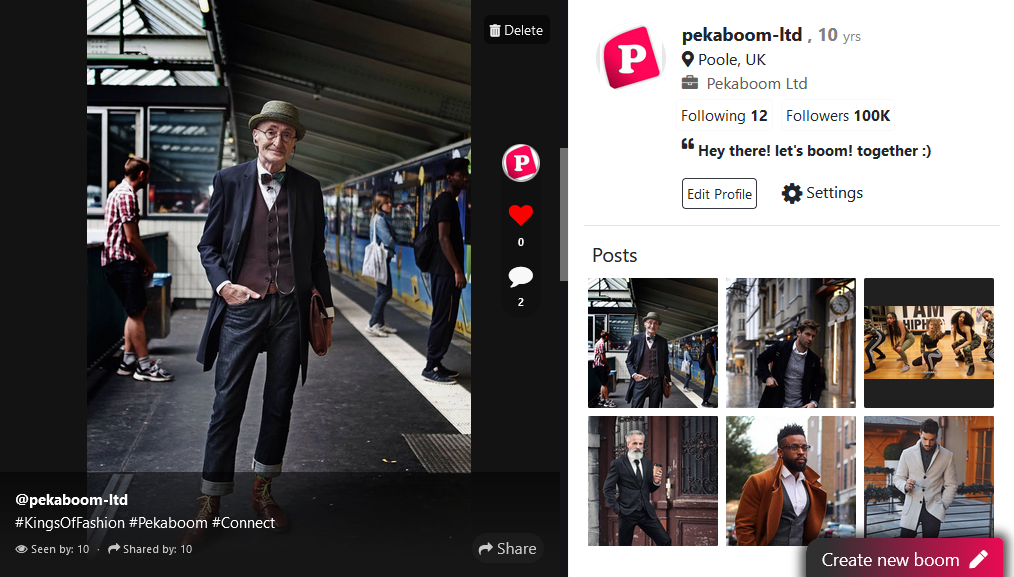 Delete
P
0
2
@pekaboom-ltd
#KingsOfFashion #Pekaboom #Connect
Seen by: 10 · Shared by: 10
Share
P
pekaboom-ltd , 10 yrs
Poole, UK
Pekaboom Ltd
Following 12 Followers 100K
“ Hey there! let's boom! together :)
Edit Profile Settings
Posts
I AM
HIPHOP
Create new boom